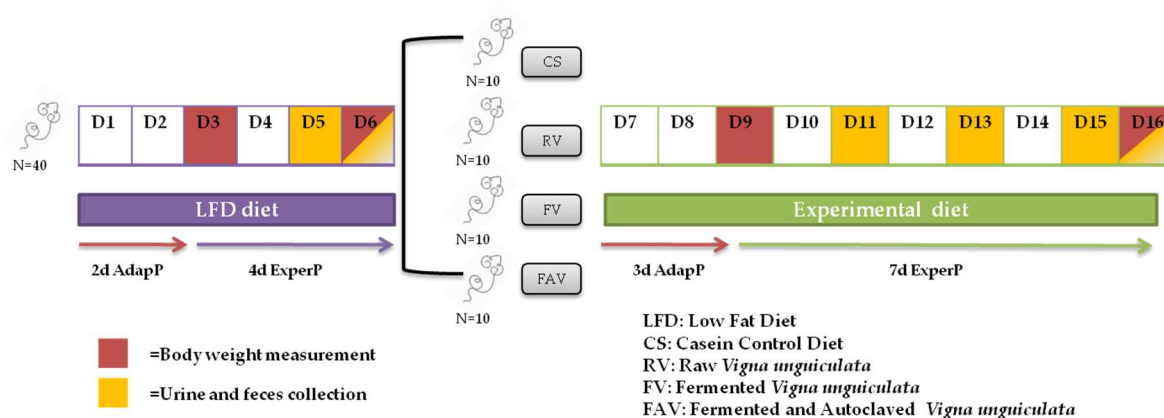 N=40
D1 D2 D3 D4 D5 D6
LFD diet
2d AdapP 4d ExperP
N=10 CS
N=10 RV
N=10 FV
N=10 FAV
D7 D8 D9 D10 D11 D12 D13 D14 D15 D16
Experimental diet
3d AdapP 7d ExperP
=Body weight measurement
=Urine and feces collection
LFD: Low Fat Diet
CS: Casein Control Diet
RV: Raw Vigna unguiculata
FV: Fermented Vigna unguiculata
FAV: Fermented and Autoclaved Vigna unguiculata